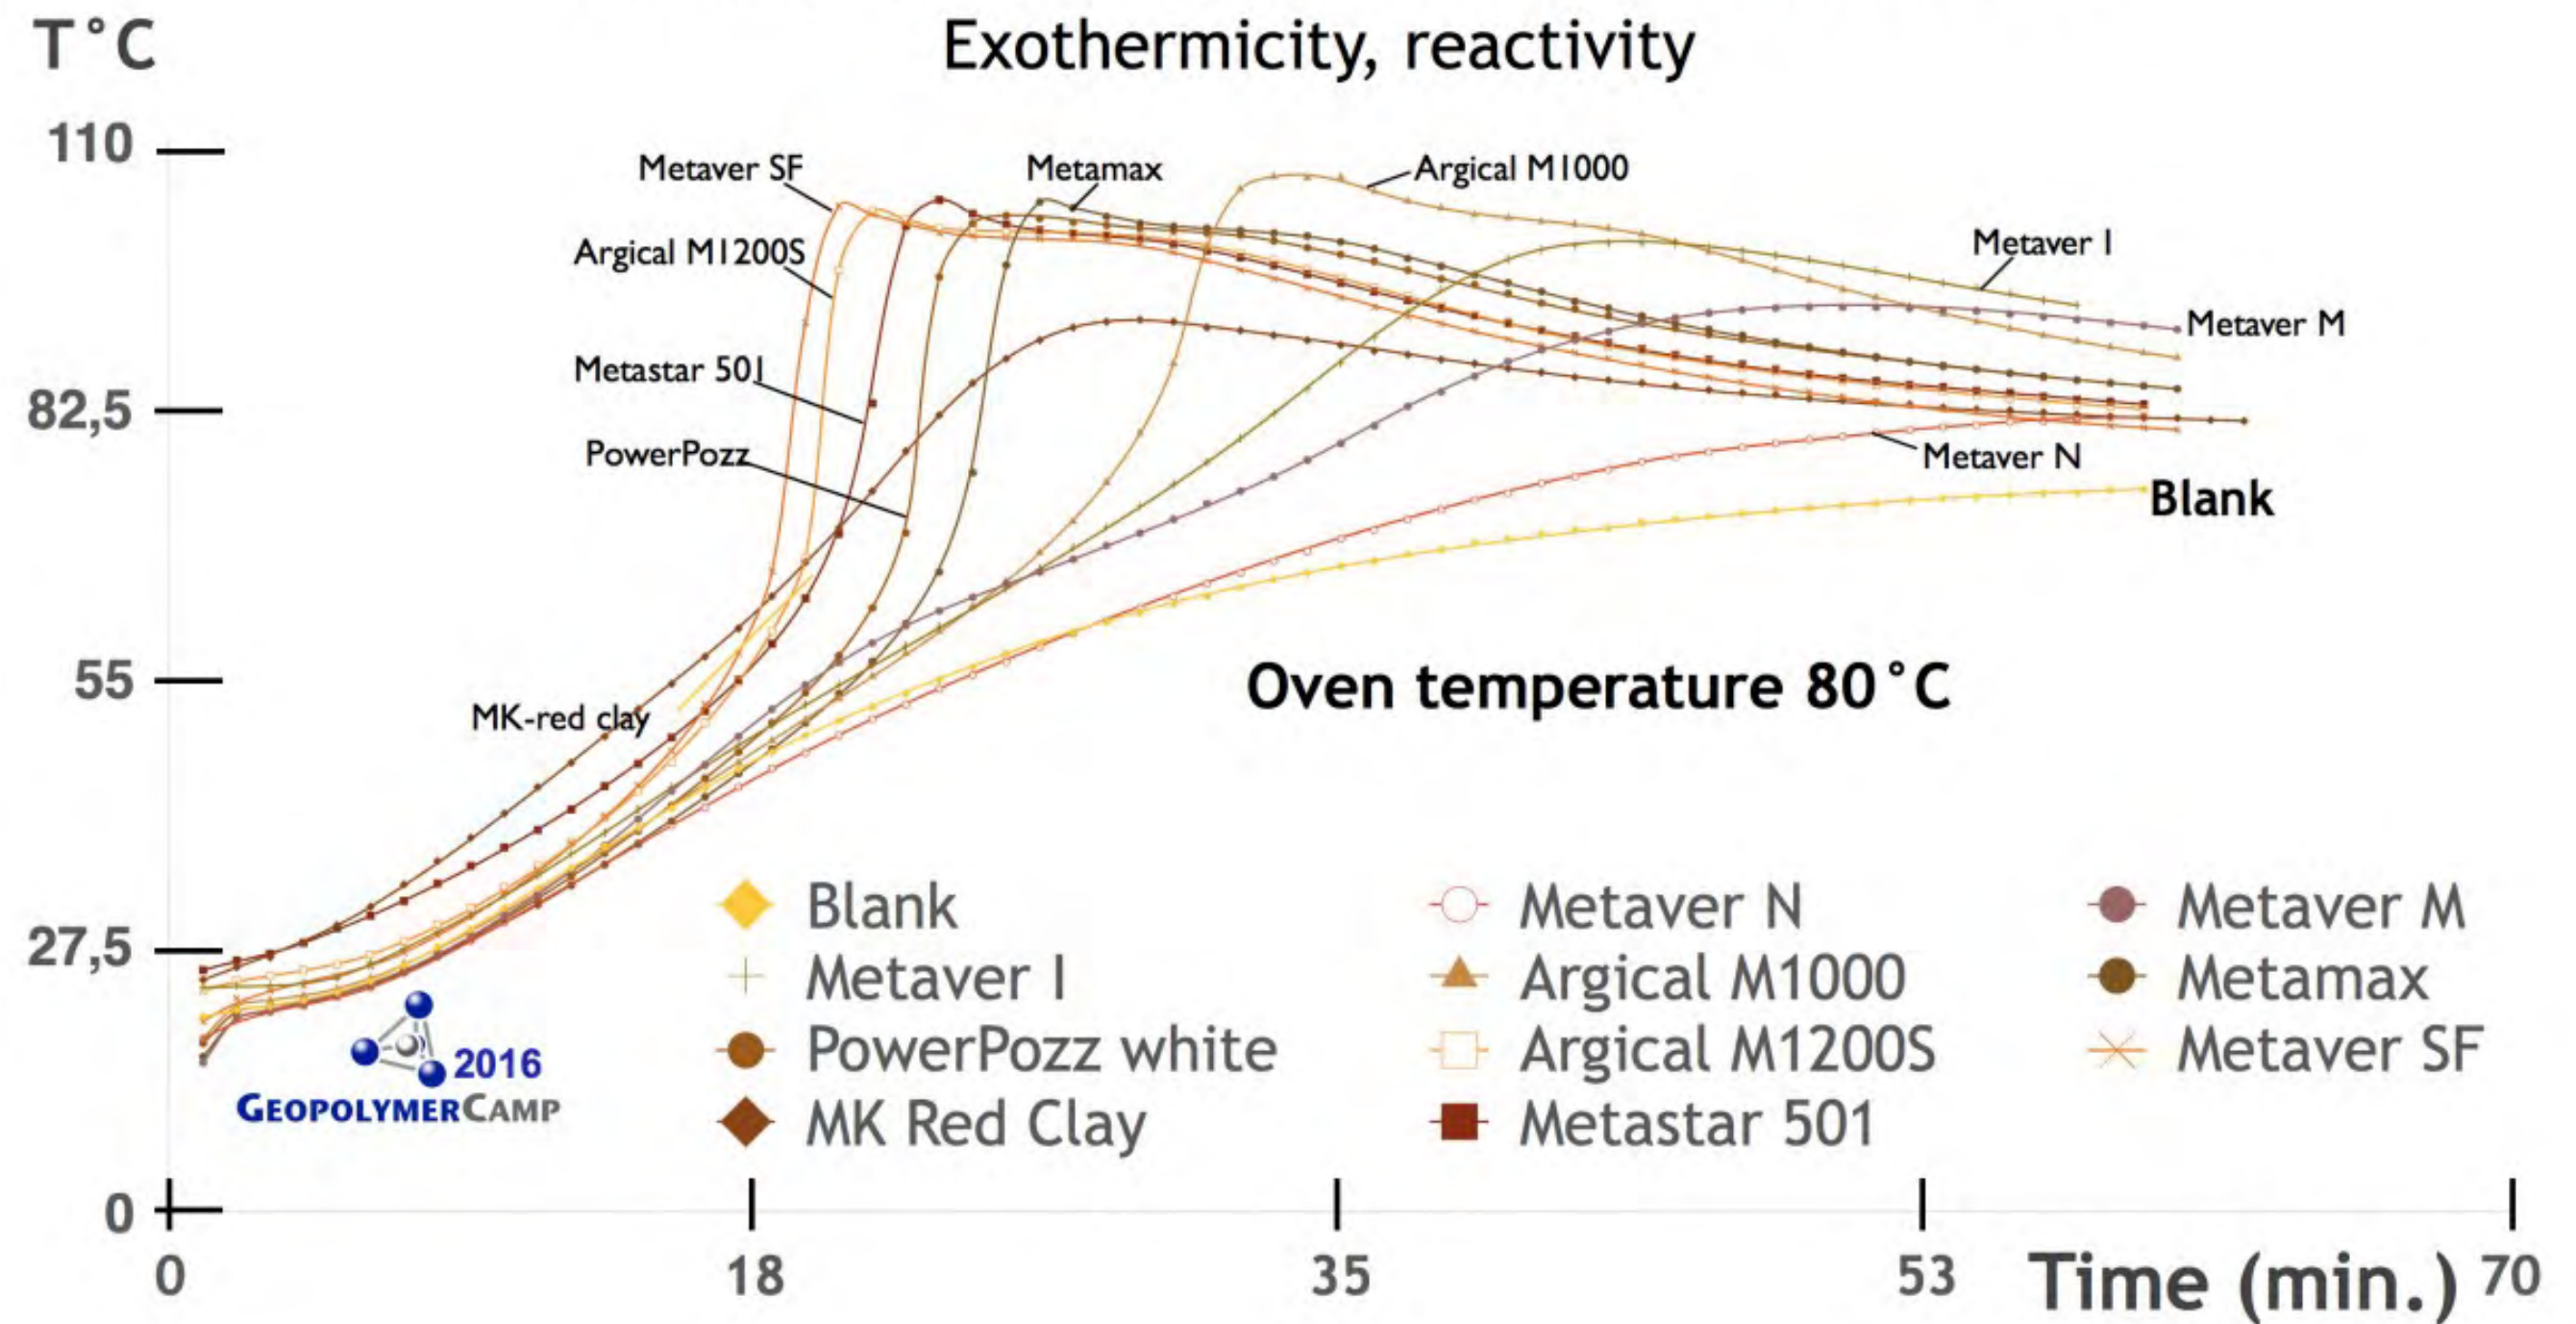 T°C
Exothermicity, reactivity
110
Metaver SF
Metamax
Argical M1000
Metaver I
Argical M1200S
Metaver M
Metastar 501
82,5
PowerPozz
Metaver N
Blank
55
Oven temperature 80°C
MK-red clay
27,5
Blank
Metaver N
Metaver M
Metaver I
Argical M1000
Metamax
PowerPozz white
Argical M1200S
Metaver SF
MK Red Clay
Metastar 501
2016
GEOPOLYMERCAMP
0
0
18
35
53
Time (min.)
70